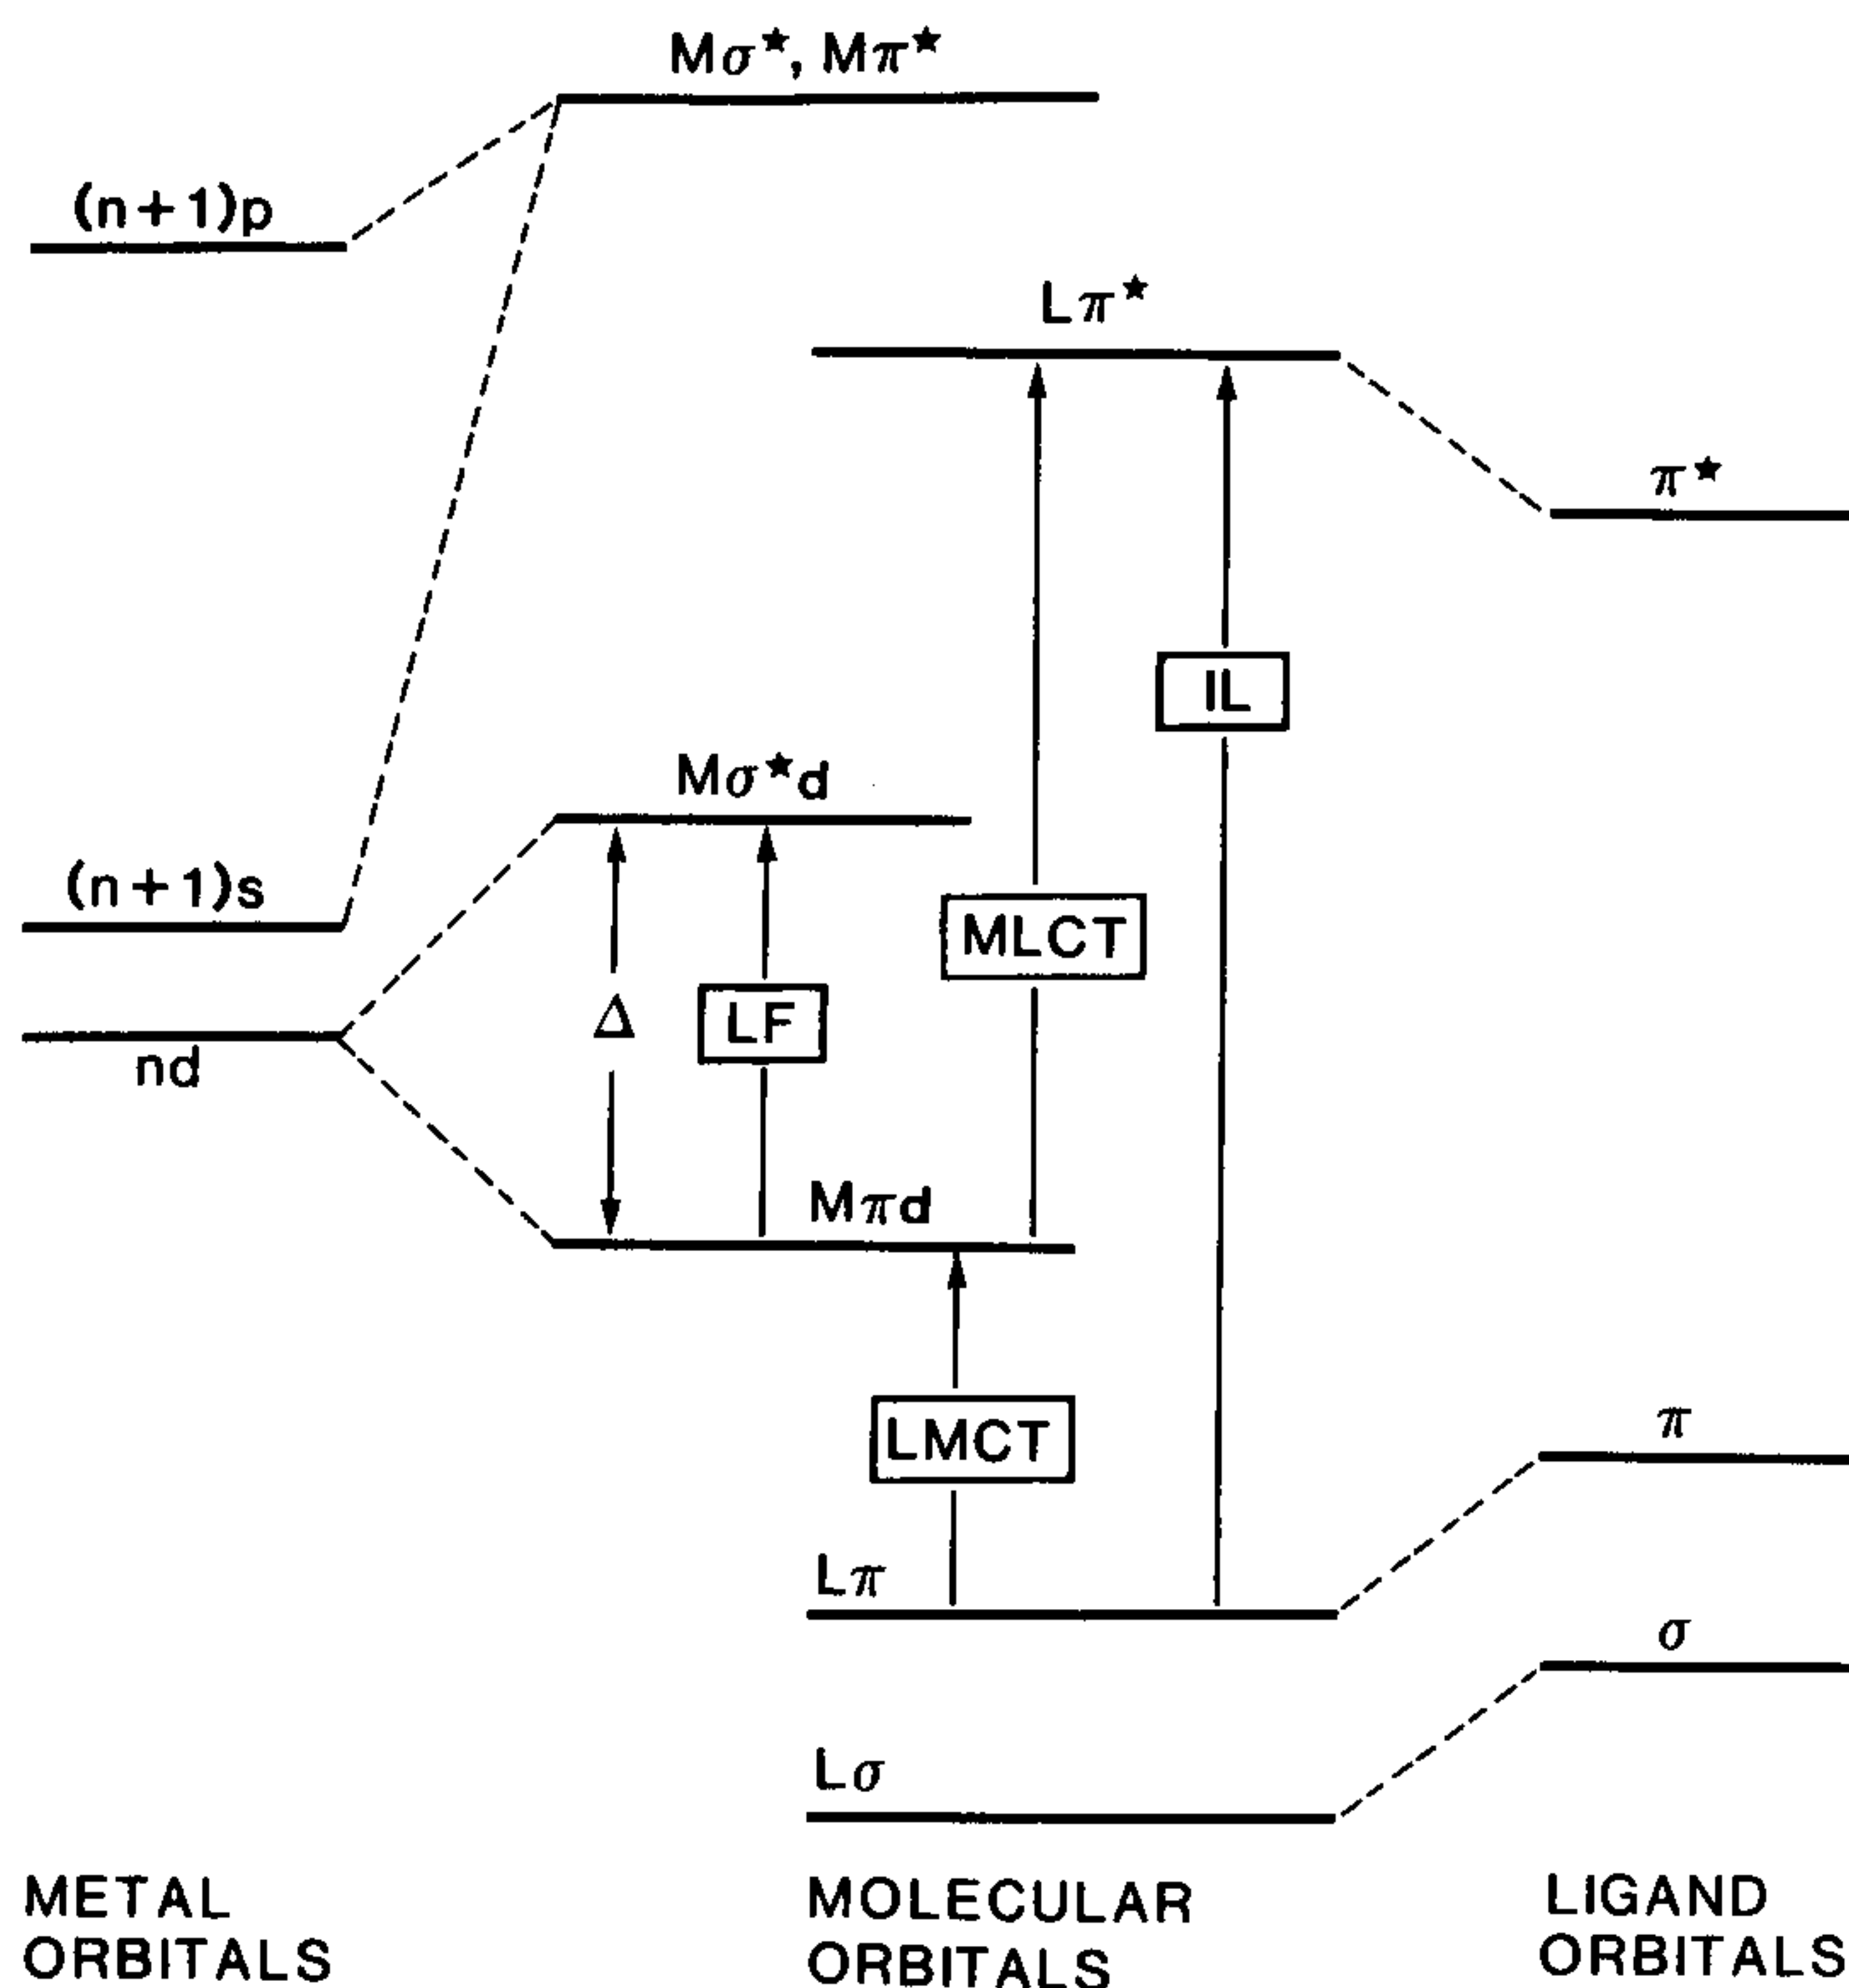 Mσ★, Mπ★
(n+1)p
Lπ★
π★
Mσ★d
(n+1)s
IL
MLCT
Δ
LF
nd
Mπd
π
LMCT
Lπ
σ
Lσ
METAL
ORBITALS
MOLECULAR
ORBITALS
LIGAND
ORBITALS